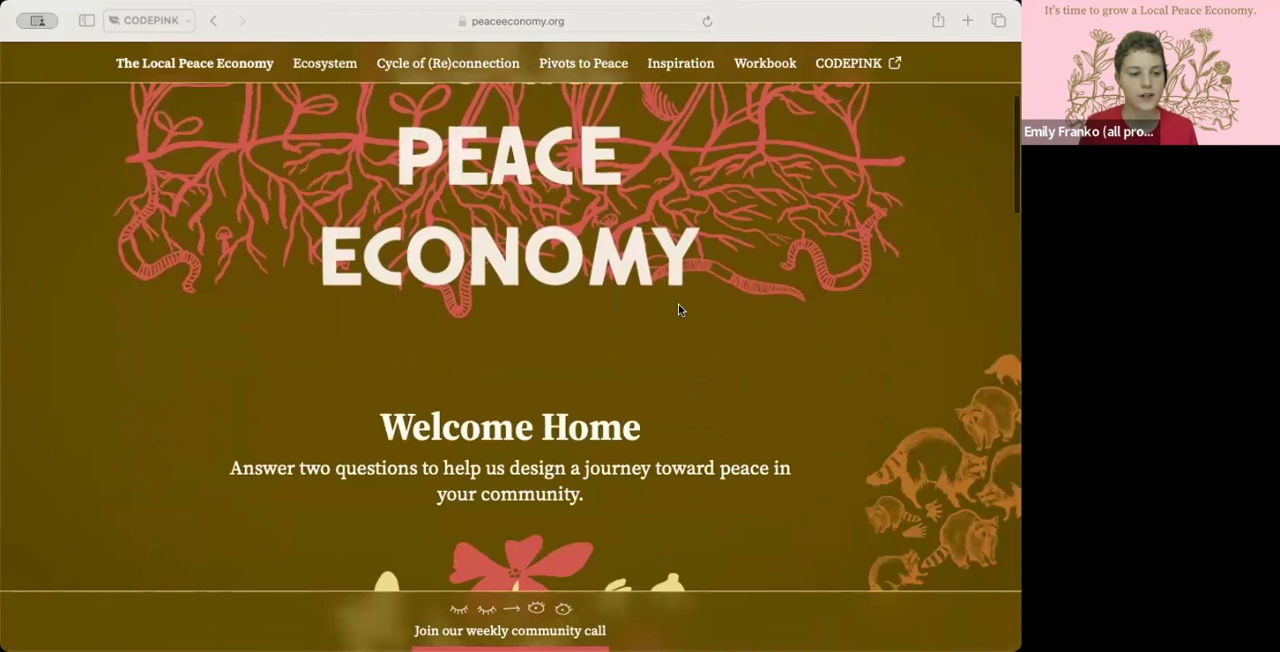 CODEPINK
peaceeconomy.org
It's time to grow a Local Peace Economy.
The Local Peace Economy Ecosystem Cycle of (Re)connection Pivots to Peace Inspiration Workbook CODEPINK
Emily Franko (all pro...
PEACE
ECONOMY
Welcome Home
Answer two questions to help us design a journey toward peace in
your community.
Join our weekly community call